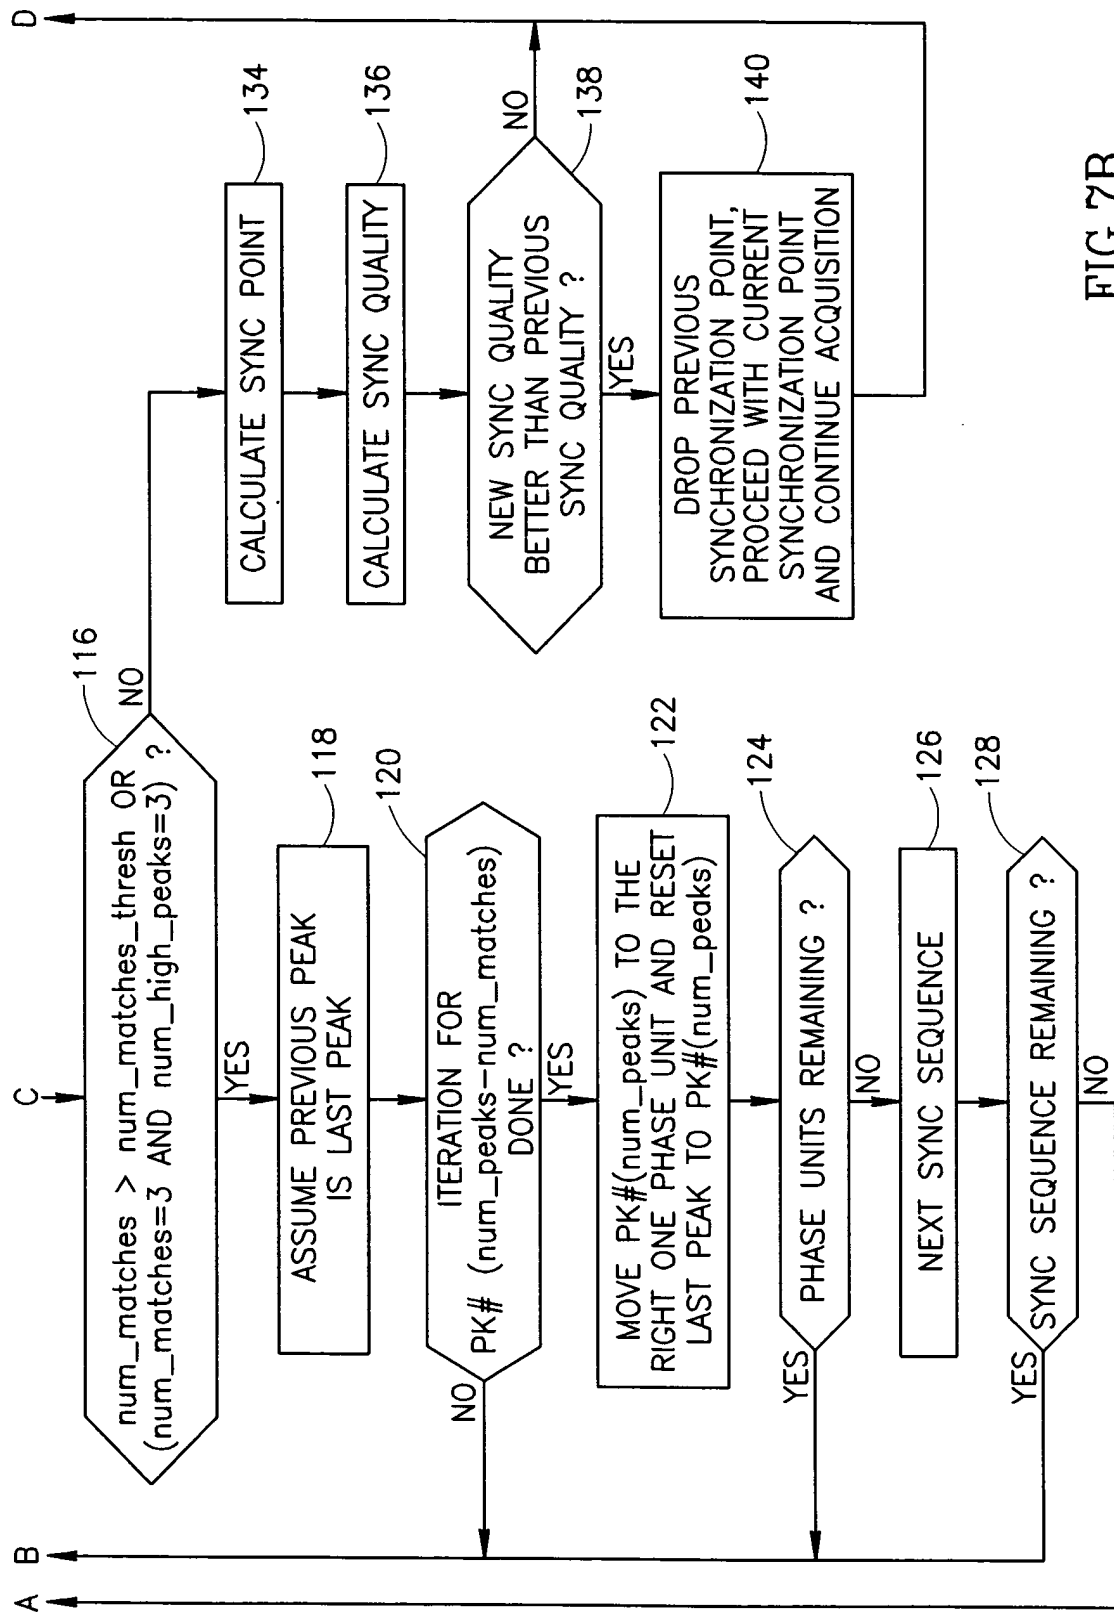 A
B
C
D
num_matches > num_matches_thresh OR
(num_matches=3 AND num_high_peaks=3) ?
116
NO
YES
ASSUME PREVIOUS PEAK
IS LAST PEAK
118
ITERATION FOR
PK# (num_peaks-num_matches)
DONE ?
120
NO
YES
MOVE PK#(num_peaks) TO THE
RIGHT ONE PHASE UNIT AND RESET
LAST PEAK TO PK#(num_peaks)
122
PHASE UNITS REMAINING ?
124
YES
NO
NEXT SYNC SEQUENCE
126
SYNC SEQUENCE REMAINING ?
128
YES
NO
CALCULATE SYNC POINT
134
CALCULATE SYNC QUALITY
136
NEW SYNC QUALITY
BETTER THAN PREVIOUS
SYNC QUALITY ?
138
NO
YES
DROP PREVIOUS
SYNCHRONIZATION POINT,
PROCEED WITH CURRENT
SYNCHRONIZATION POINT
AND CONTINUE ACQUISITION
140
FIG.7B